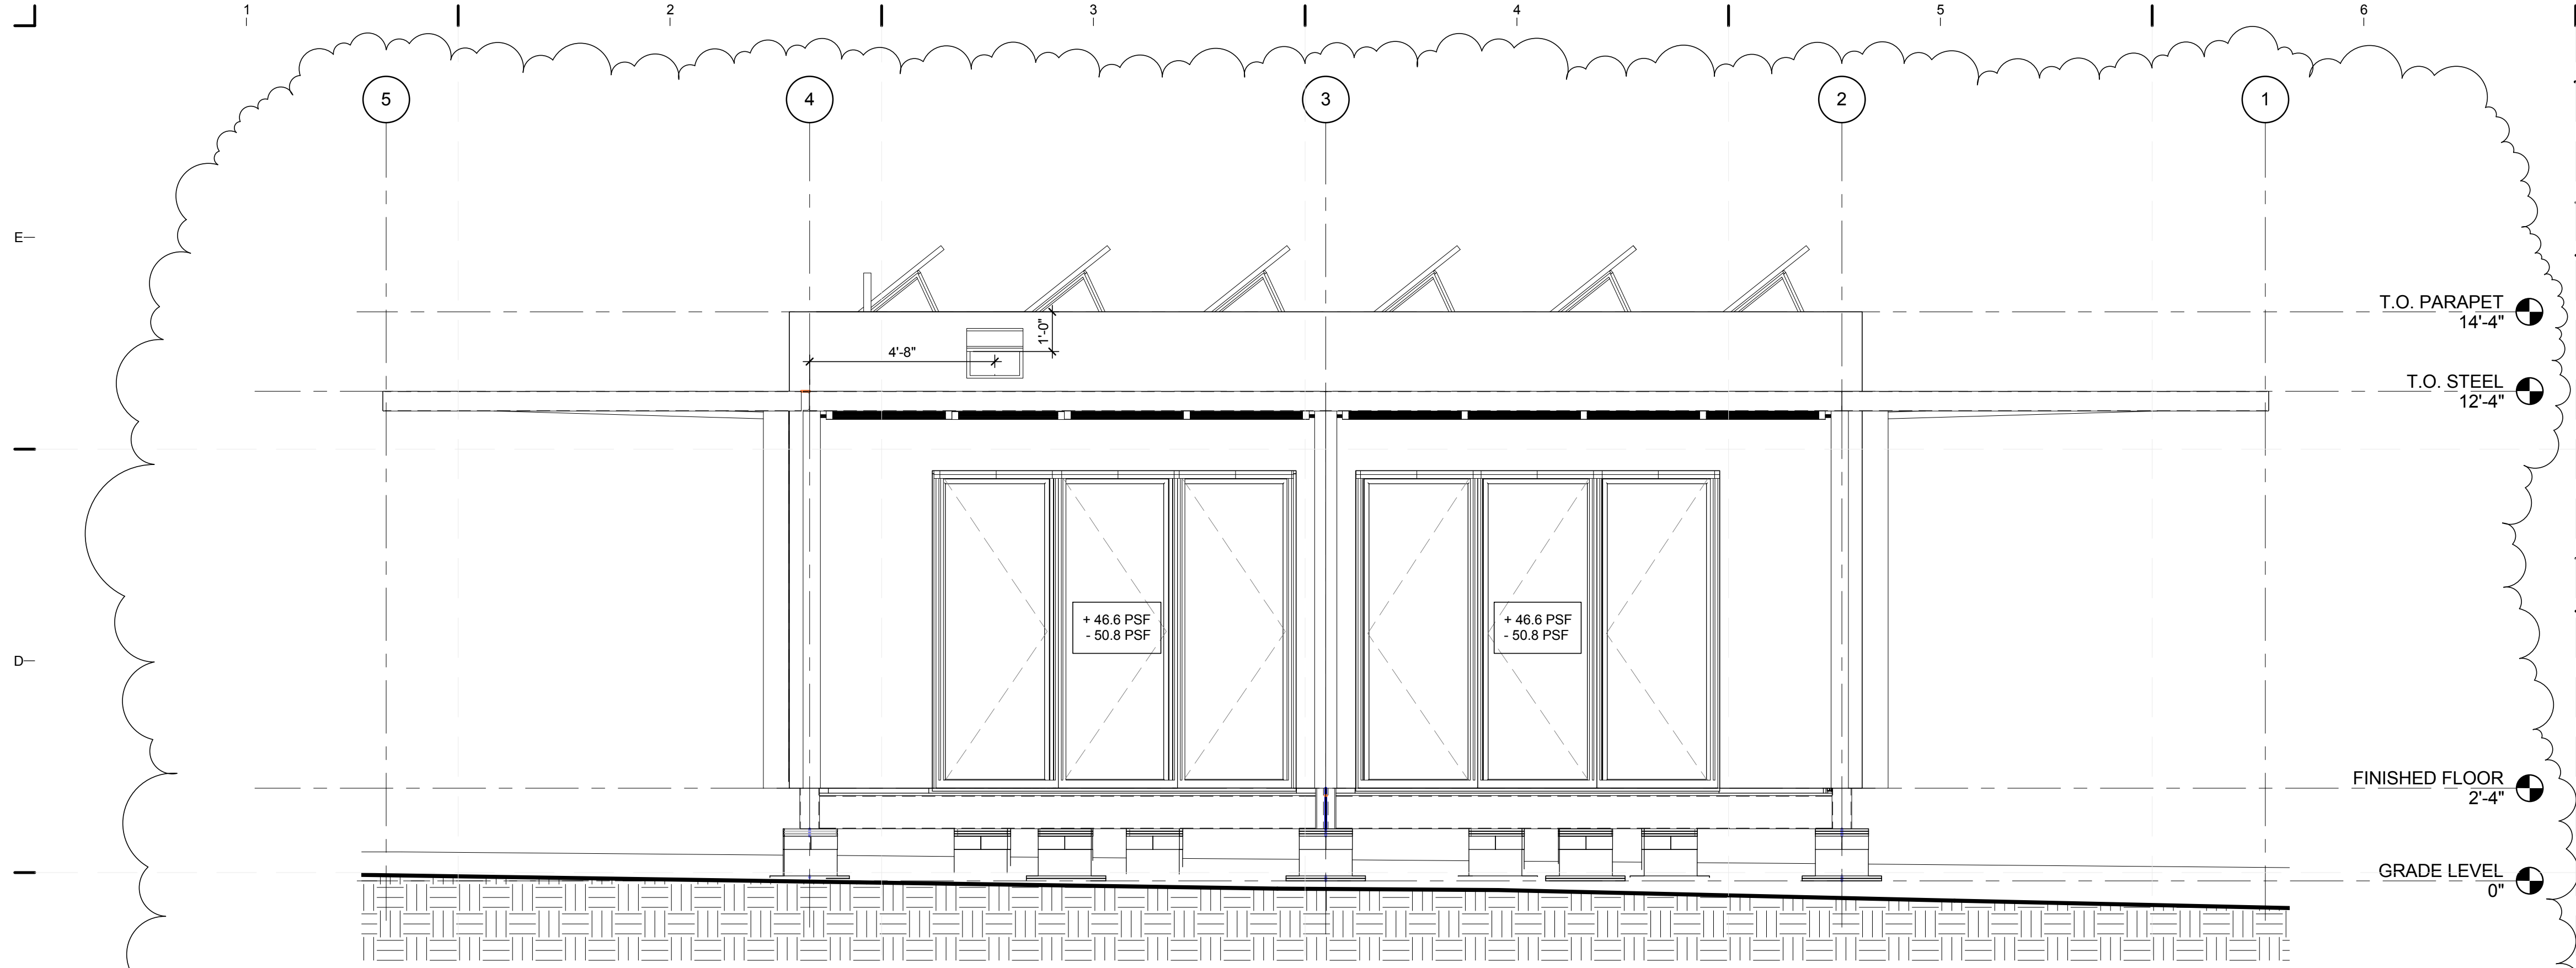 1 2 3 4 5 6
5 4 3 2 1
E
T.O. PARAPET
14'-4"
1'-0"
4'-8"
T.O. STEEL
12'-4"
+ 46.6 PSF
- 50.8 PSF
+ 46.6 PSF
- 50.8 PSF
D
FINISHED FLOOR
2'-4"
GRADE LEVEL
0"